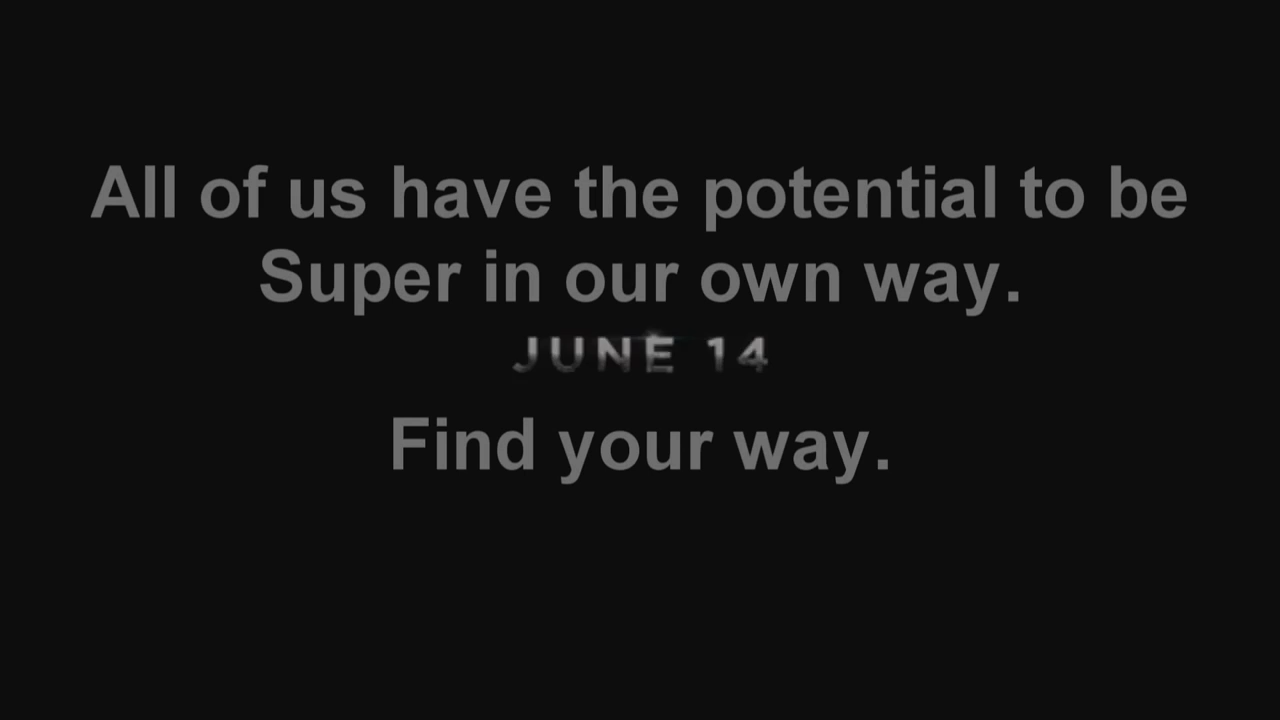 All of us have the potential to be
Super in our own way.
JUNE 14
Find your way.